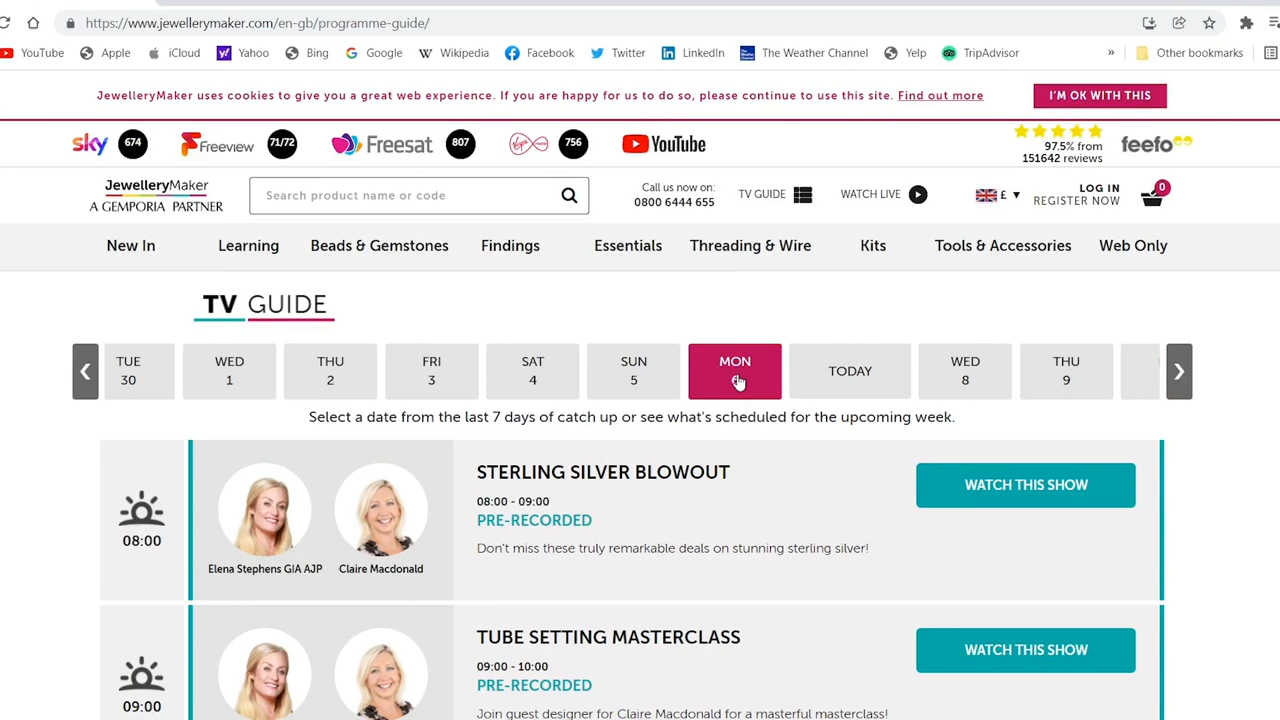 https://www.jewellerymaker.com/en-gb/programme-guide/
YouTube Apple iCloud Yahoo Bing Google Wikipedia Facebook Twitter LinkedIn The Weather Channel Yelp TripAdvisor » Other bookmarks
JewelleryMaker uses cookies to give you a great web experience. If you are happy for us to do so, please continue to use this site. Find out more
I'M OK WITH THIS
sky 674 Freeview 71/72 Freesat 807 756 YouTube
97.5% from
151642 reviews
feefo
JewelleryMaker
A GEMPORIA PARTNER
Search product name or code
Call us now on:
0800 6444 655
TV GUIDE
WATCH LIVE
£
LOG IN
REGISTER NOW
0
New In Learning Beads & Gemstones Findings Essentials Threading & Wire Kits Tools & Accessories Web Only
TV GUIDE
TUE
30
WED
1
THU
2
FRI
3
SAT
4
SUN
5
MON
TODAY
WED
8
THU
9
Select a date from the last 7 days of catch up or see what's scheduled for the upcoming week.
08:00
Elena Stephens GIA AJP
Claire Macdonald
STERLING SILVER BLOWOUT
08:00 - 09:00
PRE-RECORDED
Don't miss these truly remarkable deals on stunning sterling silver!
WATCH THIS SHOW
09:00
TUBE SETTING MASTERCLASS
09:00 - 10:00
PRE-RECORDED
Join guest designer for Claire Macdonald for a masterful masterclass!
WATCH THIS SHOW